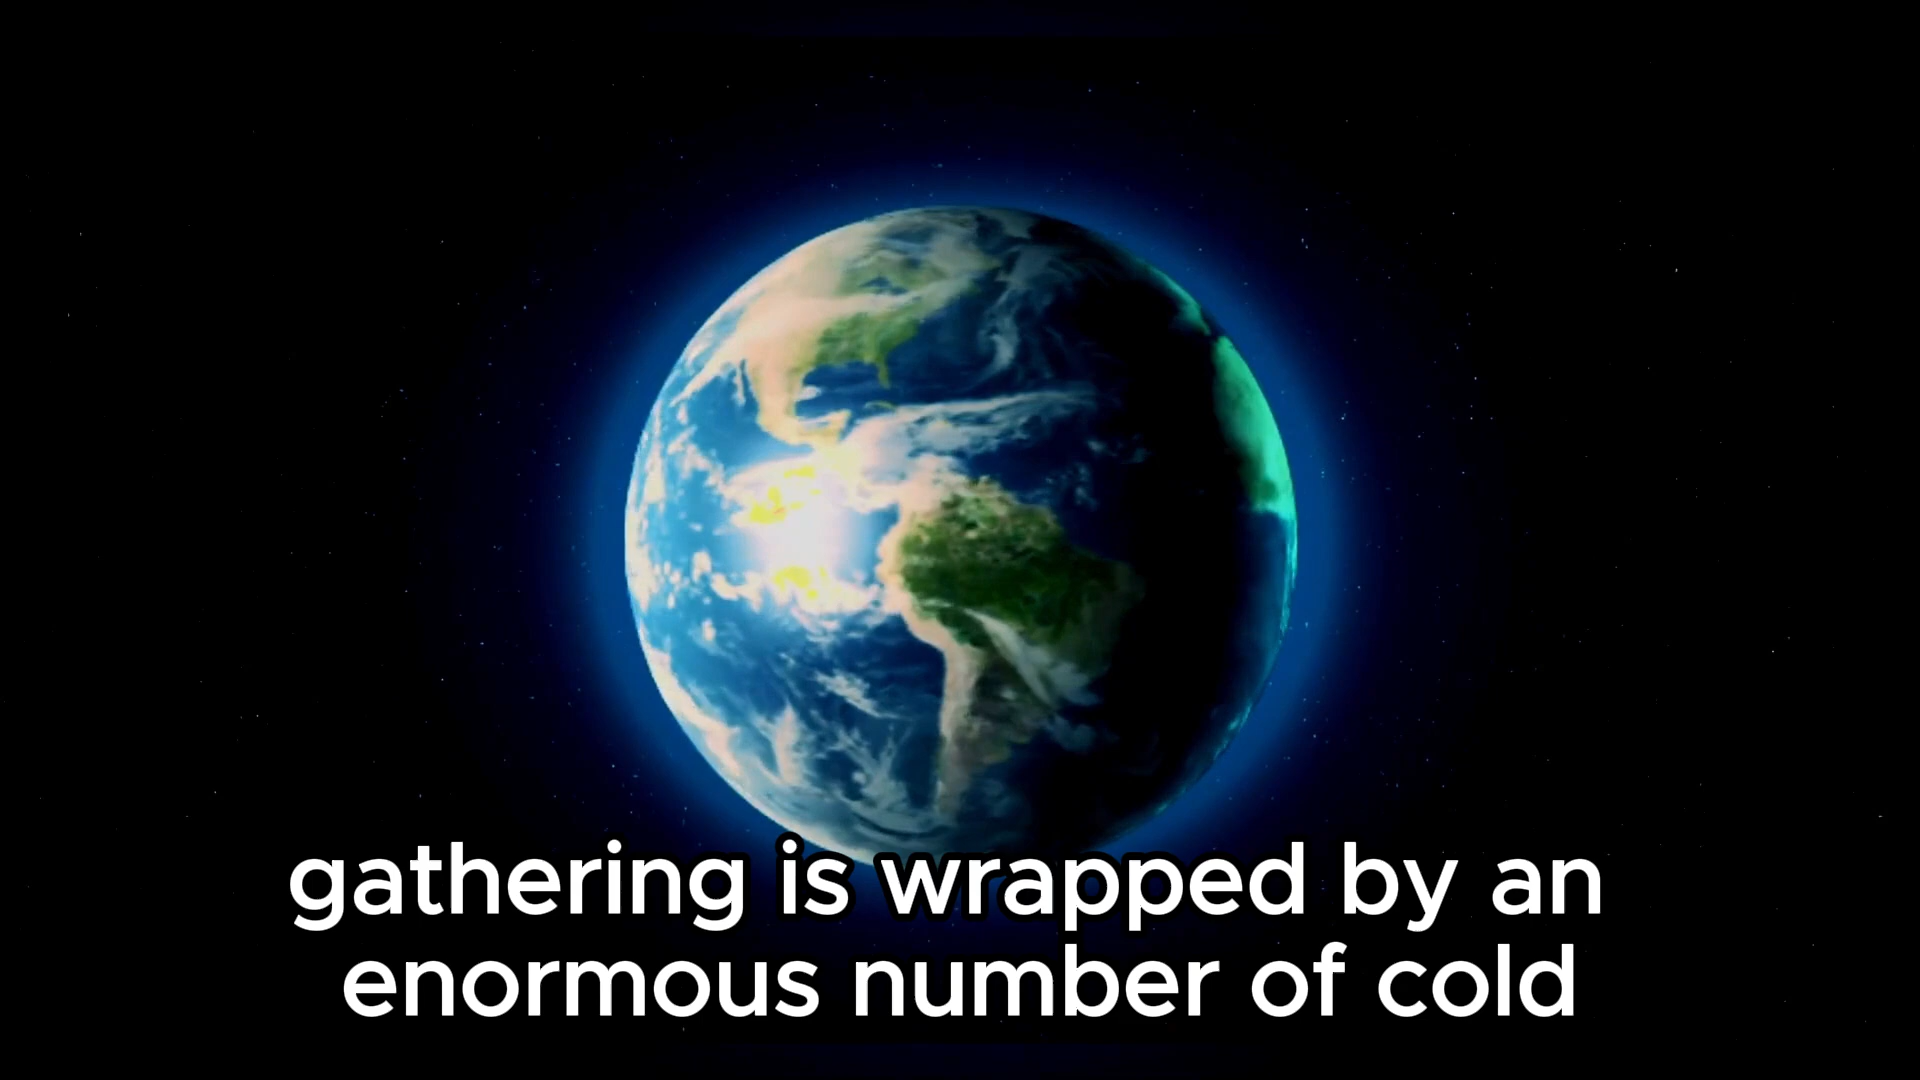 gathering is wrapped by an
enormous number of cold